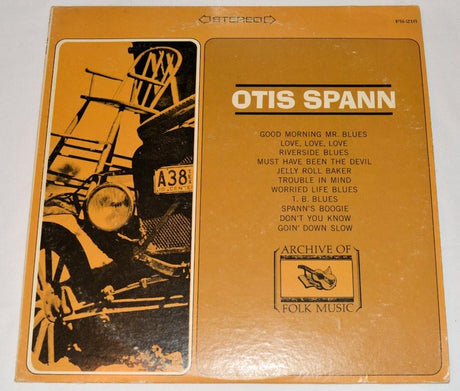 STEREO
FS-216
OTIS SPANN
GOOD MORNING MR. BLUES
LOVE, LOVE, LOVE
RIVERSIDE BLUES
MUST HAVE BEEN THE DEVIL
JELLY ROLL BAKER
TROUBLE IN MIND
WORRIED LIFE BLUES
T. B. BLUES
SPANN'S BOOGIE
DON'T YOU KNOW
GOIN' DOWN SLOW
A38
ARCHIVE OF
FOLK MUSIC